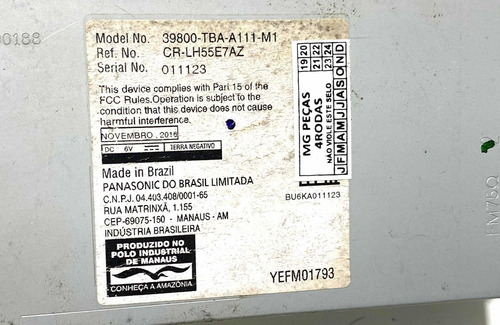 00188
Model No. 39800-TBA-A111-M1
Ref. No. CR-LH55E7AZ
Serial No. 011123
This device complies with Part 15 of the
FCC Rules.Operation is subject to the
condition that this device does not cause
harmful interference.
NOVEMBRO.2016
DC 6V TERRA NEGATIVO
Made in Brazil
PANASONIC DO BRASIL LIMITADA
C.N.P.J. 04.403.408/0001-65
RUA MATRINXÃ, 1.155
CEP-69075-150 - MANAUS - AM
INDÚSTRIA BRASILEIRA
PRODUZIDO NO
POLO INDUSTRIAL
DE MANAUS
CONHEÇA A AMAZÔNIA
MG PEÇAS
4RODAS
NÃO VIOLE ESTE SELO
19 20 21 22 23 24
J F M A M J J A S O N D
BU6KA011123
YEFM01793